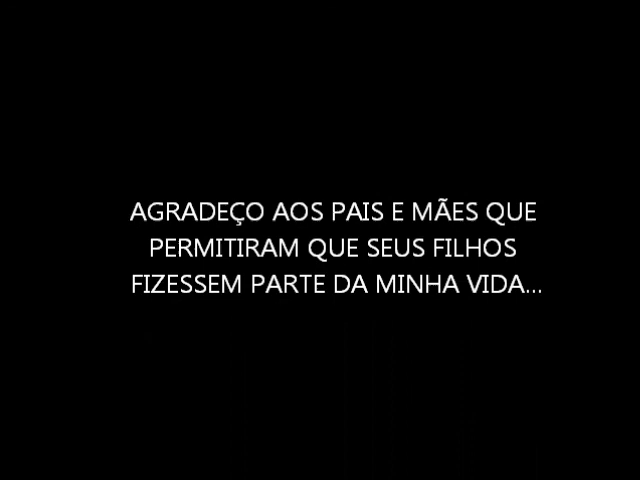 AGRADEÇO AOS PAIS E MÃES QUE
PERMITIRAM QUE SEUS FILHOS
FIZESSEM PARTE DA MINHA VIDA...